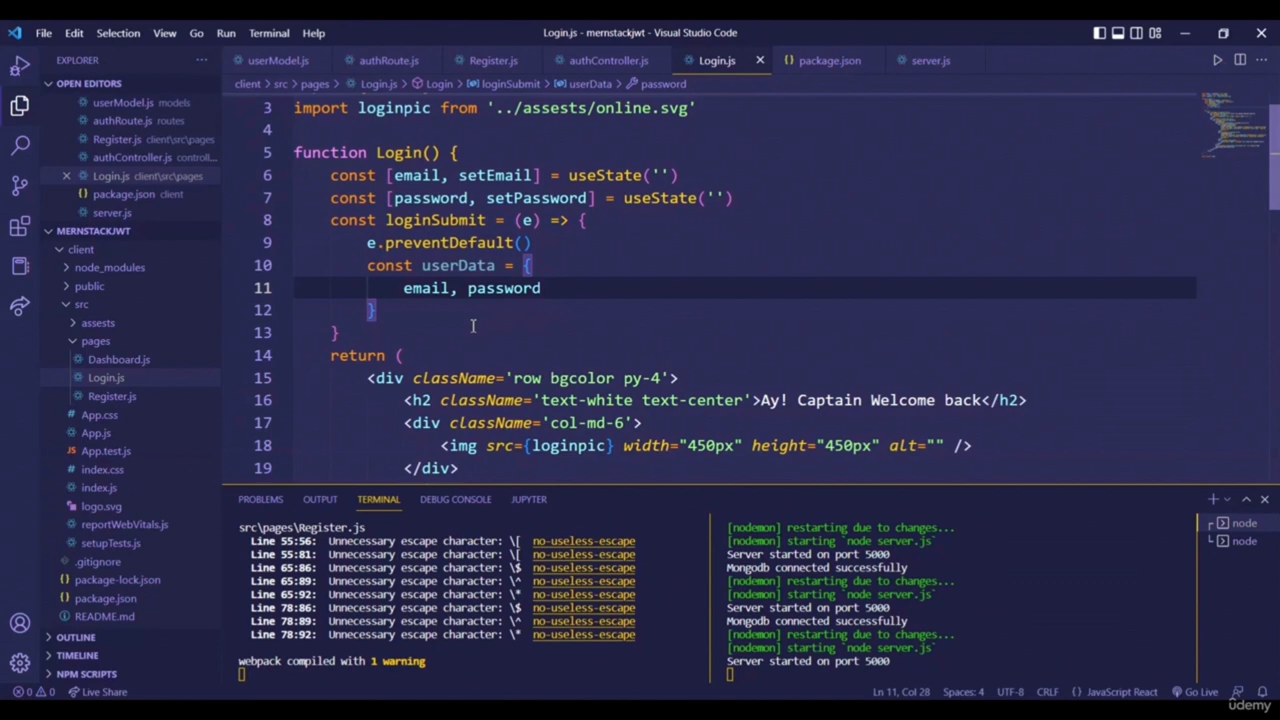 File Edit Selection View Go Run Terminal Help Login.js - mernstackjwt - Visual Studio Code
EXPLORER
OPEN EDITORS
userModel.js models
authRoute.js routes
Register.js client\src\pages
authController.js controll...
Login.js client\src\pages
package.json client
server.js
MERNSTACKJWT
client
node_modules
public
src
assests
pages
Dashboard.js
Login.js
Register.js
App.css
App.js
App.test.js
index.css
index.js
logo.svg
reportWebVitals.js
setupTests.js
.gitignore
package-lock.json
package.json
README.md
OUTLINE
TIMELINE
NPM SCRIPTS
userModel.js authRoute.js Register.js authController.js Login.js package.json server.js
client > src > pages > Login.js > Login > loginSubmit > userData > password
3 import loginpic from '../assests/online.svg'
4
5 function Login() {
6 const [email, setEmail] = useState('')
7 const [password, setPassword] = useState('')
8 const loginSubmit = (e) => {
9 e.preventDefault()
10 const userData = {
11 email, password
12 }
13 }
14 return (
15 <div className='row bgcolor py-4'>
16 <h2 className='text-white text-center'>Ay! Captain Welcome back</h2>
17 <div className='col-md-6'>
18 <img src={loginpic} width="450px" height="450px" alt="" />
19 </div>
PROBLEMS OUTPUT TERMINAL DEBUG CONSOLE JUPYTER
src\pages\Register.js
Line 55:56: Unnecessary escape character: \[ no-useless-escape
Line 55:81: Unnecessary escape character: \[ no-useless-escape
Line 65:86: Unnecessary escape character: \$ no-useless-escape
Line 65:89: Unnecessary escape character: \^ no-useless-escape
Line 65:92: Unnecessary escape character: \* no-useless-escape
Line 78:86: Unnecessary escape character: \$ no-useless-escape
Line 78:89: Unnecessary escape character: \^ no-useless-escape
Line 78:92: Unnecessary escape character: \* no-useless-escape
webpack compiled with 1 warning
[nodemon] restarting due to changes...
[nodemon] starting `node server.js`
Server started on port 5000
Mongodb connected successfully
[nodemon] restarting due to changes...
[nodemon] starting `node server.js`
Server started on port 5000
Mongodb connected successfully
[nodemon] restarting due to changes...
[nodemon] starting `node server.js`
Server started on port 5000
node
node
0 0 Live Share Ln 11, Col 28 Spaces: 4 UTF-8 CRLF {} JavaScript React Go Live
ûdemy